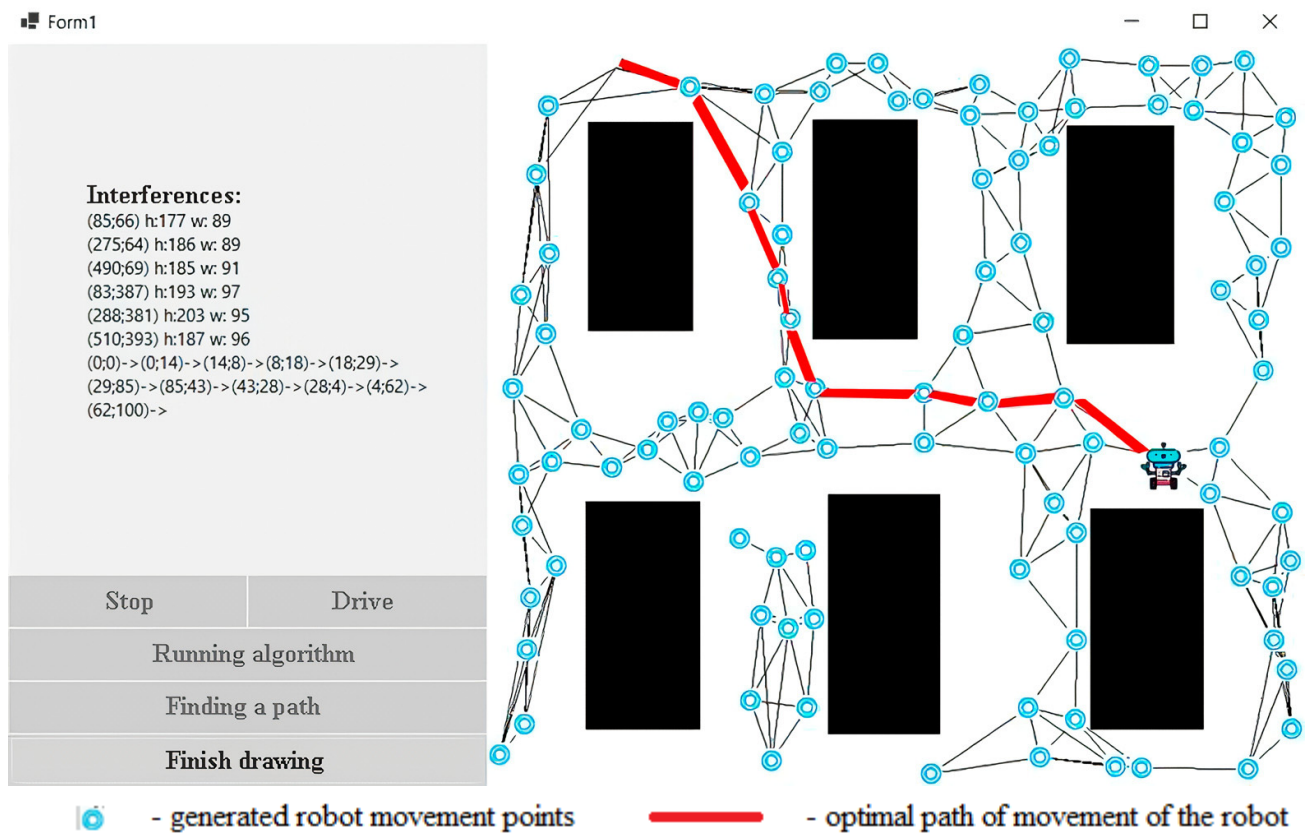 Form1
Interferences:
(85;66) h:177 w: 89
(275;64) h:186 w: 89
(490;69) h:185 w: 91
(83;387) h:193 w: 97
(288;381) h:203 w: 95
(510;393) h:187 w: 96
(0;0)->(0;14)->(14;8)->(8;18)->(18;29)->
(29;85)->(85;43)->(43;28)->(28;4)->(4;62)->
(62;100)->
Stop Drive
Running algorithm
Finding a path
Finish drawing
- generated robot movement points - optimal path of movement of the robot